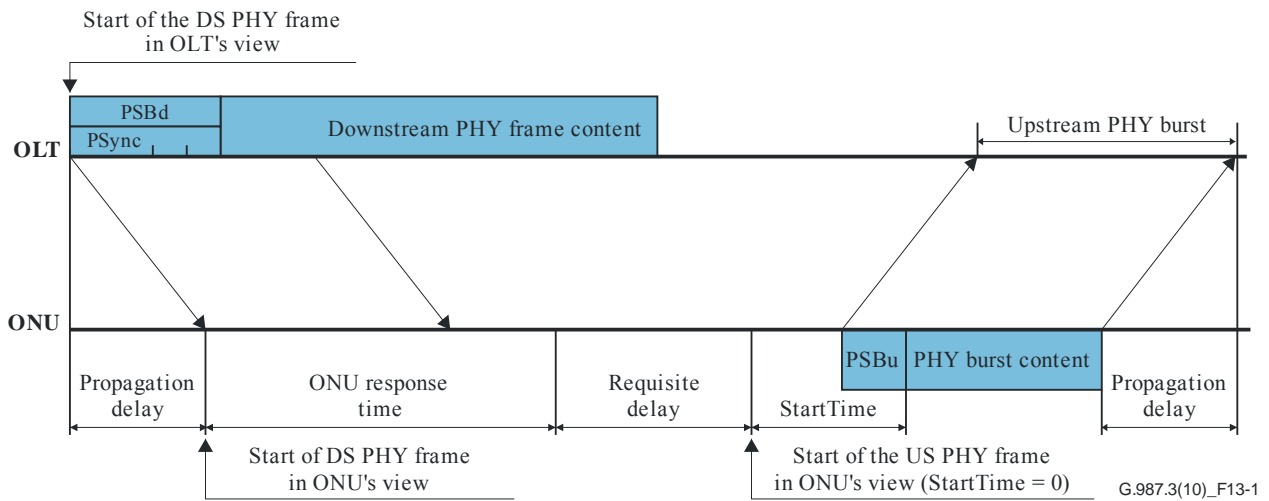 Start of the DS PHY frame
in OLT's view
PSBd
PSync
Downstream PHY frame content
Upstream PHY burst
OLT
ONU
PSBu
PHY burst content
Propagation
delay
ONU response
time
Requisite
delay
StartTime
Propagation
delay
Start of DS PHY frame
in ONU's view
Start of the US PHY frame
in ONU's view (StartTime = 0)
G.987.3(10)_F13-1